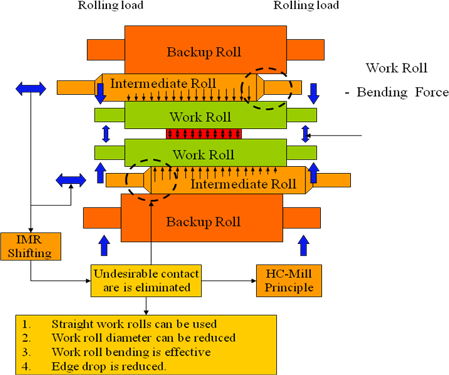 Rolling load
Rolling load
Backup Roll
Work Roll
- Bending Force
Intermediate Roll
Work Roll
Work Roll
Intermediate Roll
Backup Roll
IMR
Shifting
Undesirable contact
are is eliminated
HC-Mill
Principle
1. Straight work rolls can be used
2. Work roll diameter can be reduced
3. Work roll bending is effective
4. Edge drop is reduced.